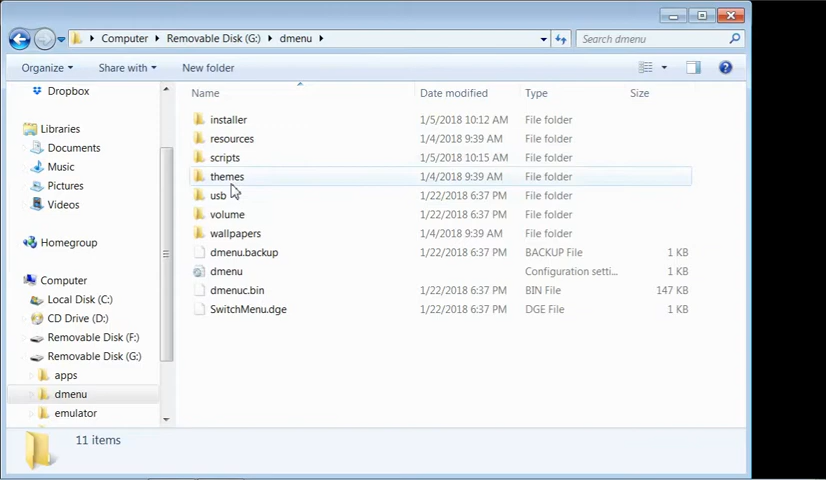 Computer Removable Disk (G:) dmenu Search dmenu
Organize Share with New folder
Name Date modified Type Size
Dropbox
Libraries
Documents
Music
Pictures
Videos
Homegroup
Computer
Local Disk (C:)
CD Drive (D:)
Removable Disk (F:)
Removable Disk (G:)
apps
dmenu
emulator
installer 1/5/2018 10:12 AM File folder
resources 1/4/2018 9:39 AM File folder
scripts 1/5/2018 10:15 AM File folder
themes 1/4/2018 9:39 AM File folder
usb 1/22/2018 6:37 PM File folder
volume 1/22/2018 6:37 PM File folder
wallpapers 1/4/2018 9:39 AM File folder
dmenu.backup 1/22/2018 6:37 PM BACKUP File 1 KB
dmenu Configuration setti... 1 KB
dmenuc.bin 1/22/2018 6:37 PM BIN File 147 KB
SwitchMenu.dge 1/22/2018 6:37 PM DGE File 1 KB
11 items